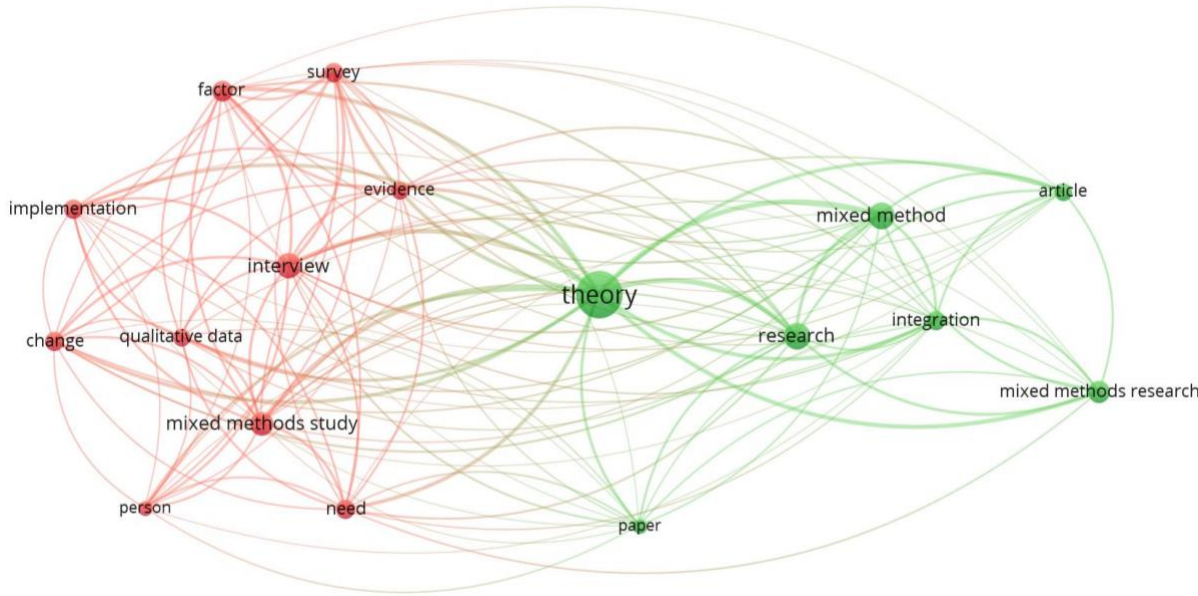 survey
factor
evidence
implementation
article
mixed method
interview
theory
integration
change
qualitative data
research
mixed methods research
mixed methods study
person
need
paper